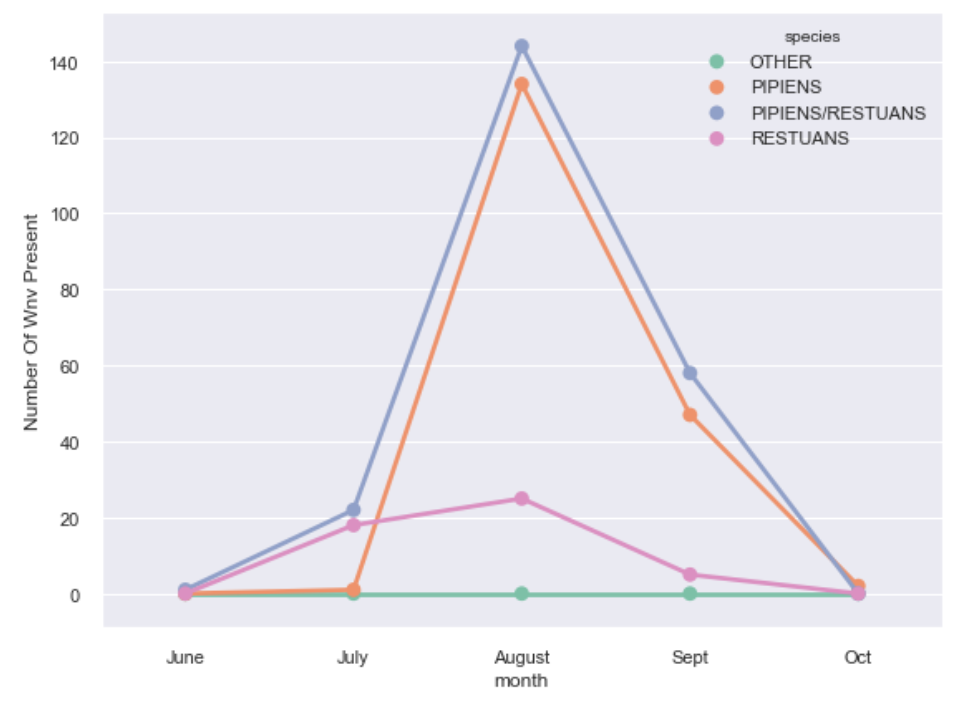 species
OTHER
PIPIENS
PIPIENS/RESTUANS
RESTUANS
Number Of Wnv Present
140
120
100
80
60
40
20
0
June July August Sept Oct
month